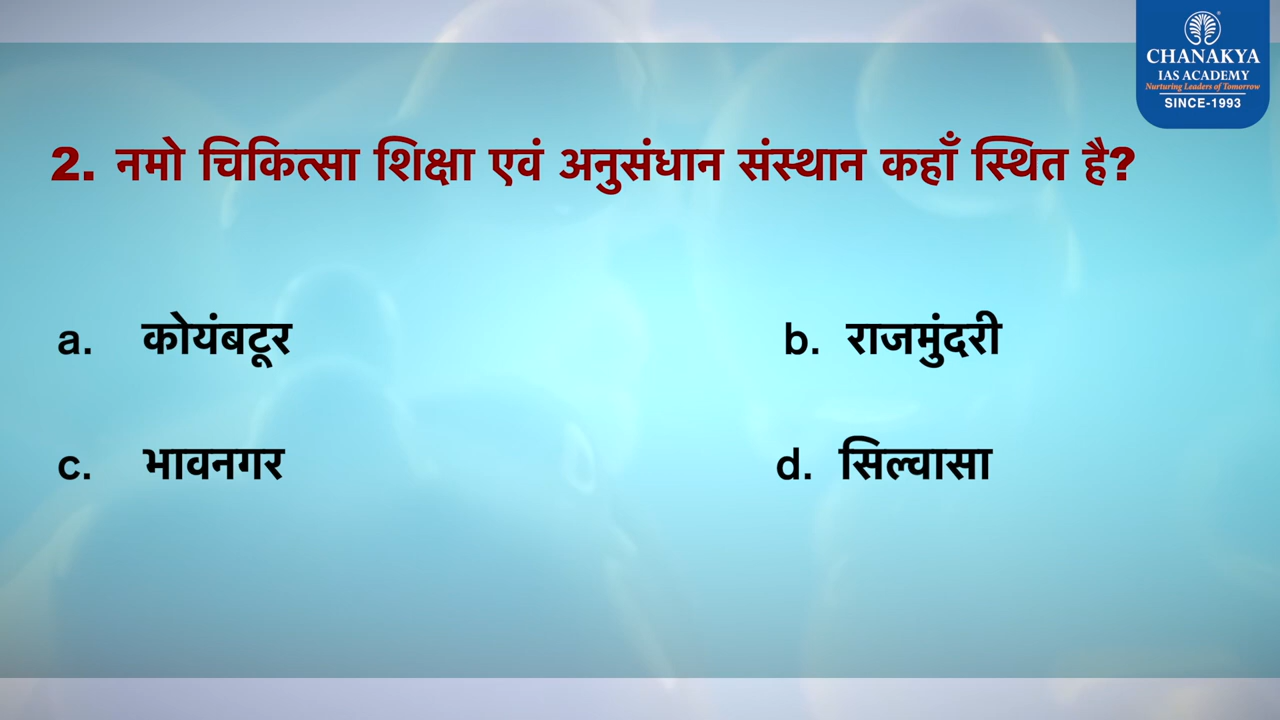 CHANAKYA
IAS ACADEMY
Nurturing Leaders of Tomorrow
SINCE-1993
2. नमो चिकित्सा शिक्षा एवं अनुसंधान संस्थान कहाँ स्थित है?
a. कोयंबटूर
b. राजमुंदरी
c. भावनगर
d. सिल्वासा